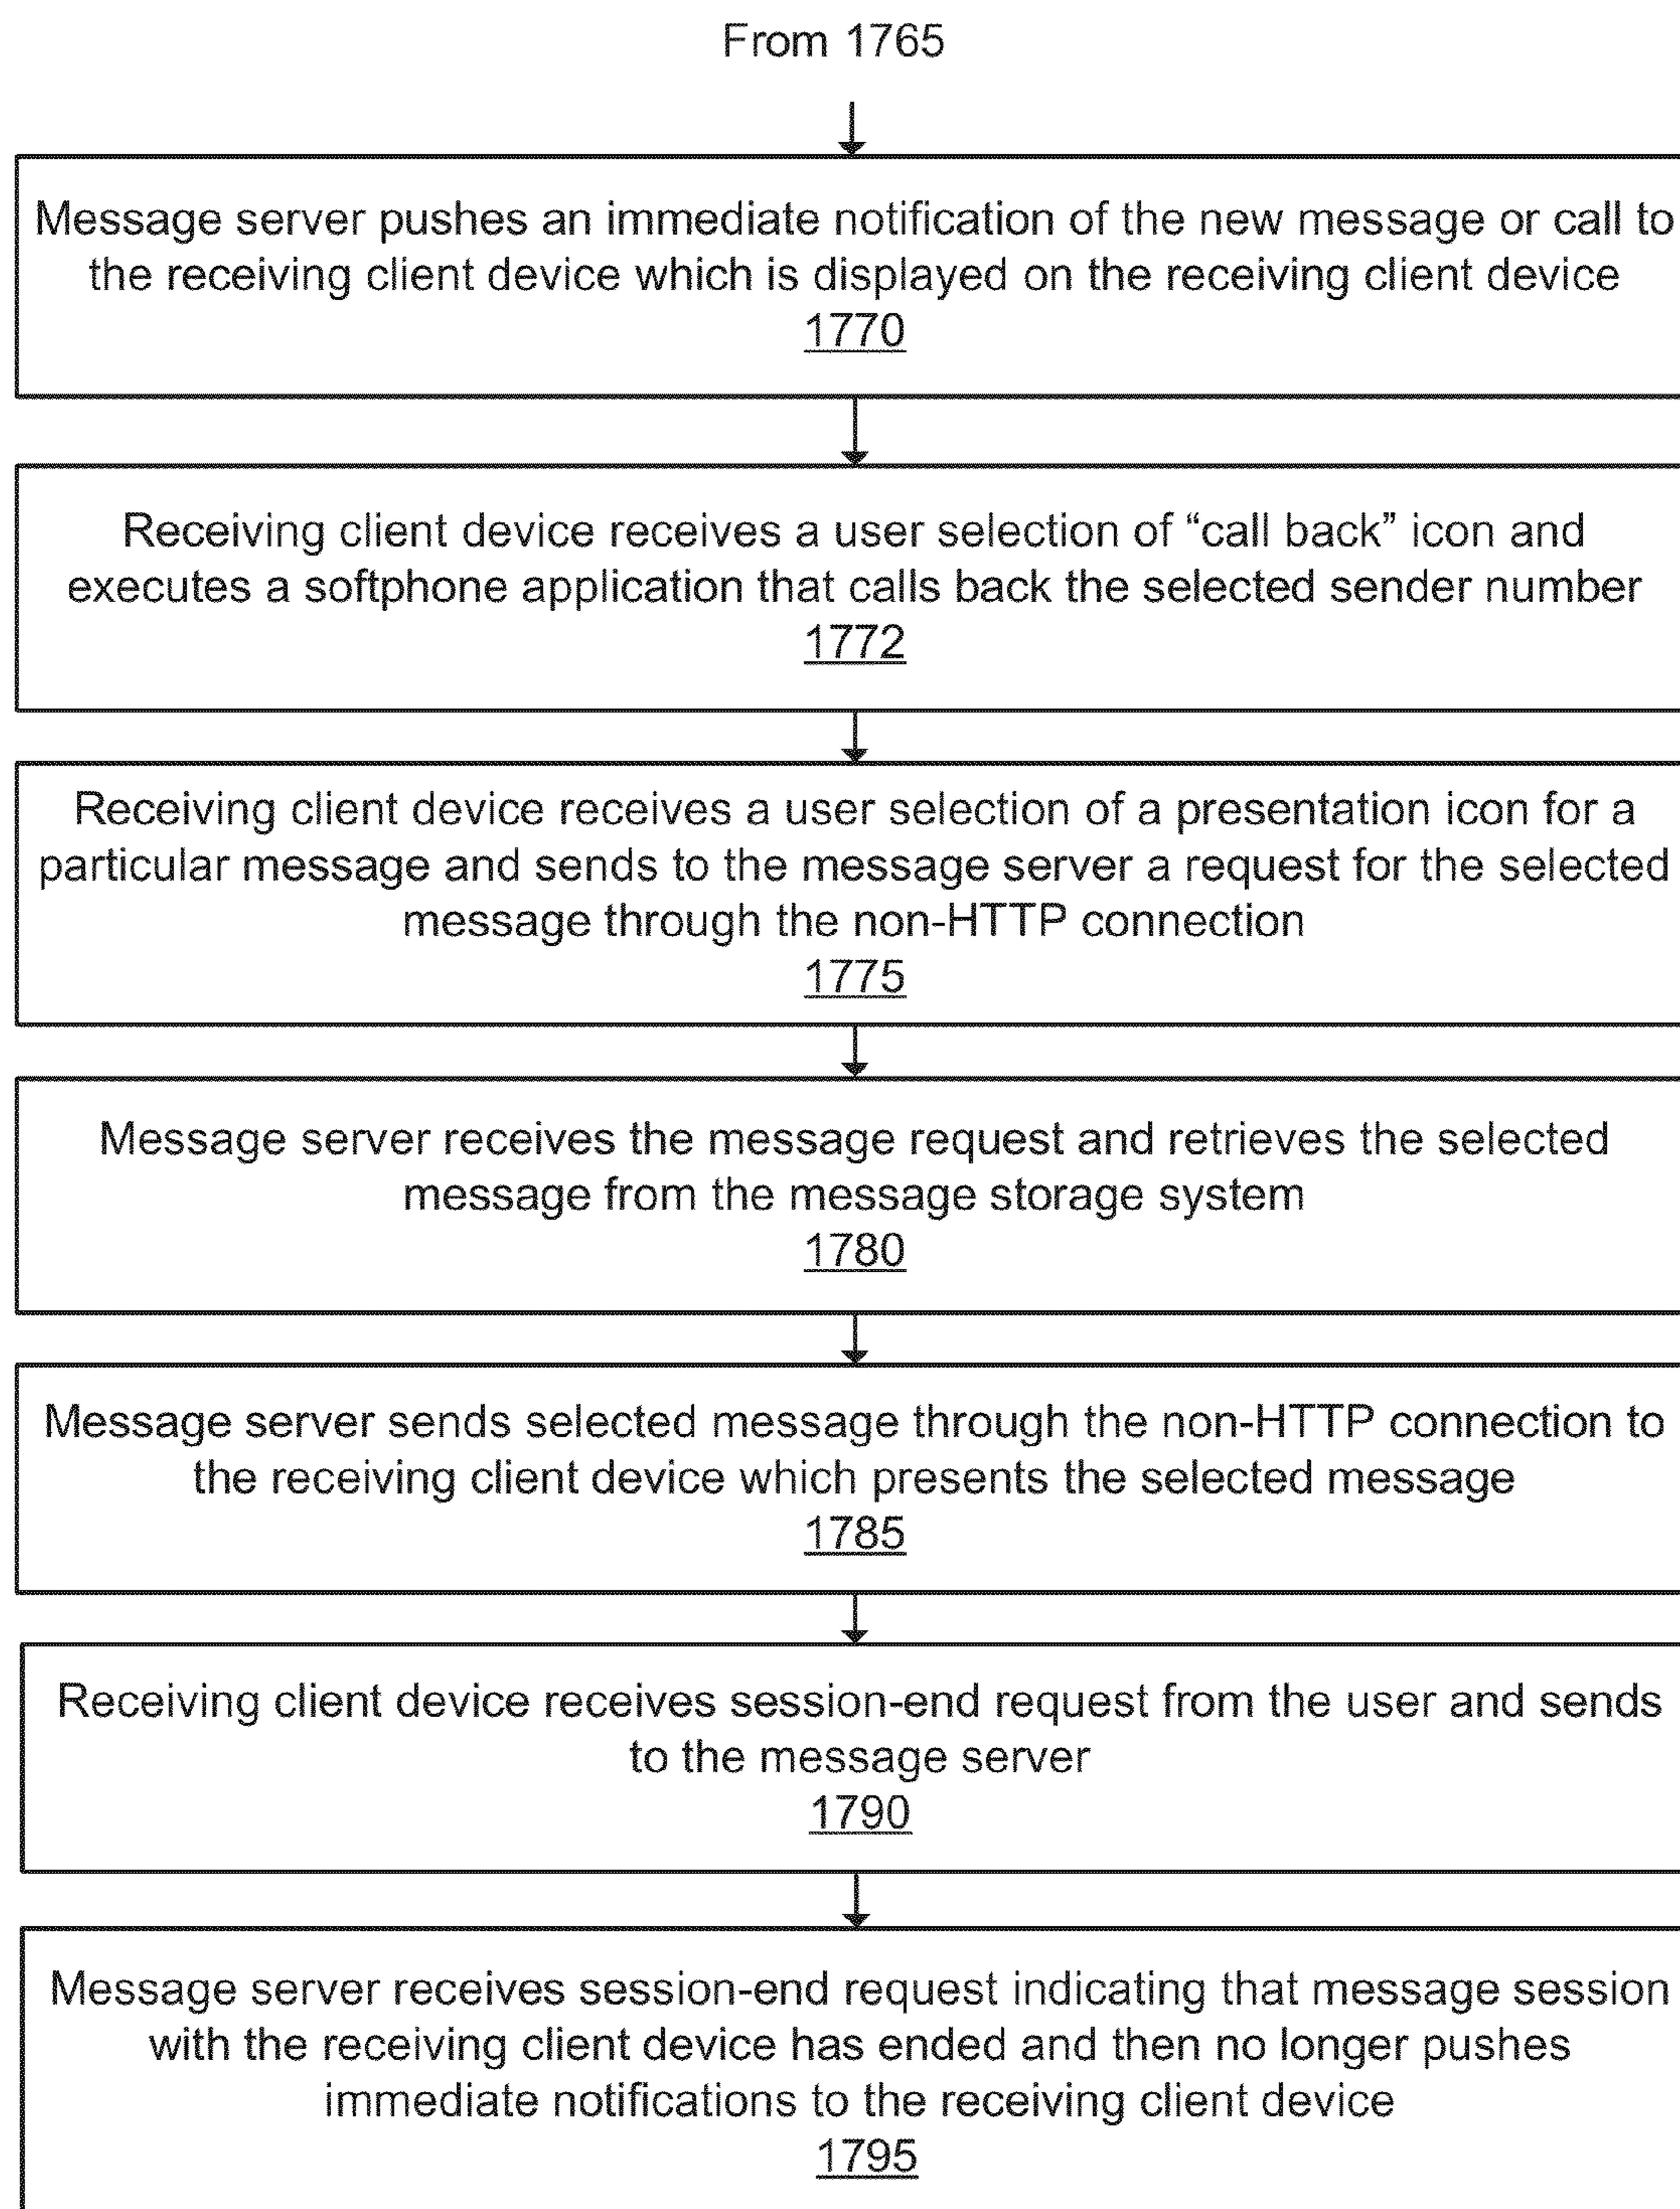 From 1765
Message server pushes an immediate notification of the new message or call to
the receiving client device which is displayed on the receiving client device
1770
Receiving client device receives a user selection of “call back” icon and
executes a softphone application that calls back the selected sender number
1772
Receiving client device receives a user selection of a presentation icon for a
particular message and sends to the message server a request for the selected
message through the non-HTTP connection
1775
Message server receives the message request and retrieves the selected
message from the message storage system
1780
Message server sends selected message through the non-HTTP connection to
the receiving client device which presents the selected message
1785
Receiving client device receives session-end request from the user and sends
to the message server
1790
Message server receives session-end request indicating that message session
with the receiving client device has ended and then no longer pushes
immediate notifications to the receiving client device
1795